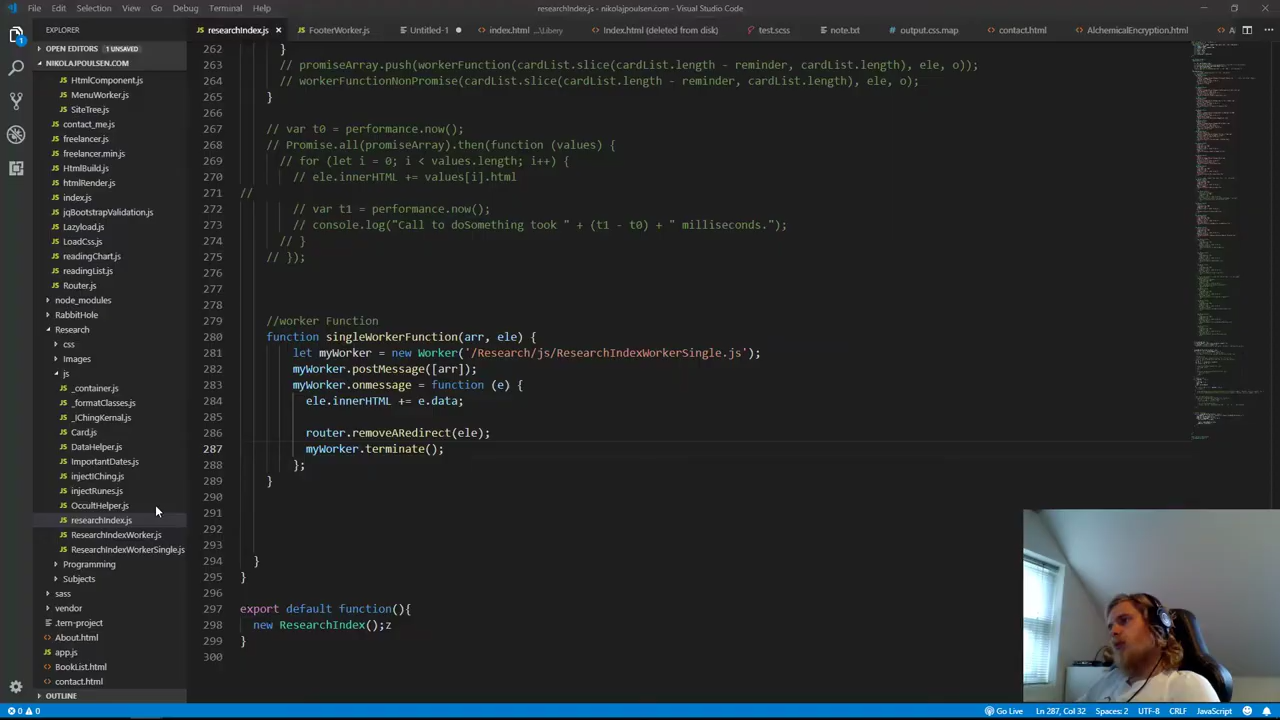 File Edit Selection View Go Debug Terminal Help
researchIndex.js - nikolajpoulsen.com - Visual Studio Code
EXPLORER
researchIndex.js
FooterWorker.js
Untitled-1
index.html ...\Libery
Index.html (deleted from disk)
test.scss
note.txt
output.css.map
contact.html
AlchemicalEncryption.html
OPEN EDITORS 1 UNSAVED
NIKOLAJPOULSEN.COM
HtmlComponent.js
MenuWorker.js
SiteTree.js
contact_me.js
freelancer.js
freelancer.min.js
HtmlBuild.js
htmlRender.js
index.js
jqBootstrapValidation.js
Lazyload.js
LoadCss.js
readingChart.js
readingList.js
Router.js
node_modules
RabbitHole
Research
css
Images
js
_container.js
_formatClasses.js
_IChingKernal.js
Card.js
DataHelper.js
ImportantDates.js
injectIChing.js
injectRunes.js
OccultHelper.js
researchIndex.js
ResearchIndexWorker.js
ResearchIndexWorkerSingle.js
Programming
Subjects
sass
vendor
.tern-project
About.html
app.js
BookList.html
contact.html
OUTLINE
262 }
263 // promiseArray.push(workerFunction(cardList.slice(cardList.length - reminder, cardList.length), ele, o));
264 // workerFunctionNonPromise(cardList.slice(cardList.length - reminder, cardList.length), ele, o);
265 }
266
267 // var t0 = performance.now();
268 // Promise.all(promiseArray).then(function (values) {
269 // for (let i = 0; i < values.length; i++) {
270 // ele.innerHTML += values[i].html
271 //
272 // var t1 = performance.now();
273 // console.log("Call to doSomething took " + (t1 - t0) + " milliseconds.");
274 // }
275 // });
276
277
278
279 //worker Function
280 function singleWorkerFunction(arr, ele) {
281 let myWorker = new Worker('/Research/js/ResearchIndexWorkerSingle.js');
282 myWorker.postMessage([arr]);
283 myWorker.onmessage = function (e) {
284 ele.innerHTML += e.data;
285
286 router.removeARedirect(ele);
287 myWorker.terminate();
288 };
289 }
290
291
292
293
294 }
295 }
296
297 export default function(){
298 new ResearchIndex();z
299 }
300
0 0
Go Live Ln 287, Col 32 Spaces: 2 UTF-8 CRLF JavaScript